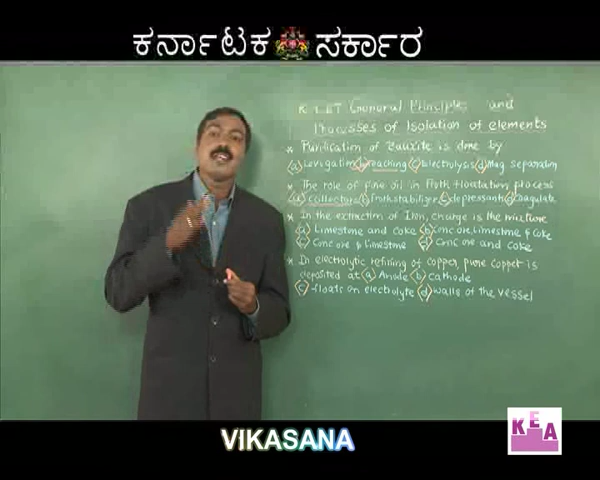 ಕರ್ನಾಟಕ ಸರ್ಕಾರ
K-CET General Principles and
Processes of Isolation of elements
* Purification of Bauxite is done by
(a) Levigation (b) Leaching (c) Electrolysis (d) Mag separation
* The role of Pine oil in Froth floatation process
(a) collectors (b) Froth stabiliser (c) depressants (d) Coagulate
* In the extraction of Iron, charge is the mixture
(a) Limestone and Coke (b) Conc ore Limestone & Coke
(c) Conc ore & Limestone (d) Conc ore and Coke
* In electrolytic refining of copper, pure copper is
deposited at (a) Anode (b) Cathode
(c) floats on electrolyte (d) walls of the vessel
VIKASANA
KEA